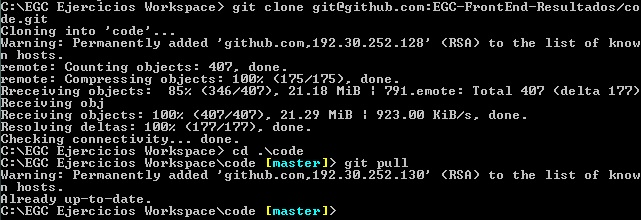 C:\EGC Ejercicios Workspace> git clone git@github.com:EGC-FrontEnd-Resultados/co
de.git
Cloning into 'code'...
Warning: Permanently added 'github.com,192.30.252.128' (RSA) to the list of know
n hosts.
remote: Counting objects: 407, done.
remote: Compressing objects: 100% (175/175), done.
Rreceiving objects:  85% (346/407), 21.18 MiB | 791.emote: Total 407 (delta 177)
Receiving obj
Receiving objects: 100% (407/407), 21.29 MiB | 923.00 KiB/s, done.
Resolving deltas: 100% (177/177), done.
Checking connectivity... done.
C:\EGC Ejercicios Workspace> cd .\code
C:\EGC Ejercicios Workspace\code [master]> git pull
Warning: Permanently added 'github.com,192.30.252.130' (RSA) to the list of know
n hosts.
Already up-to-date.
C:\EGC Ejercicios Workspace\code [master]>